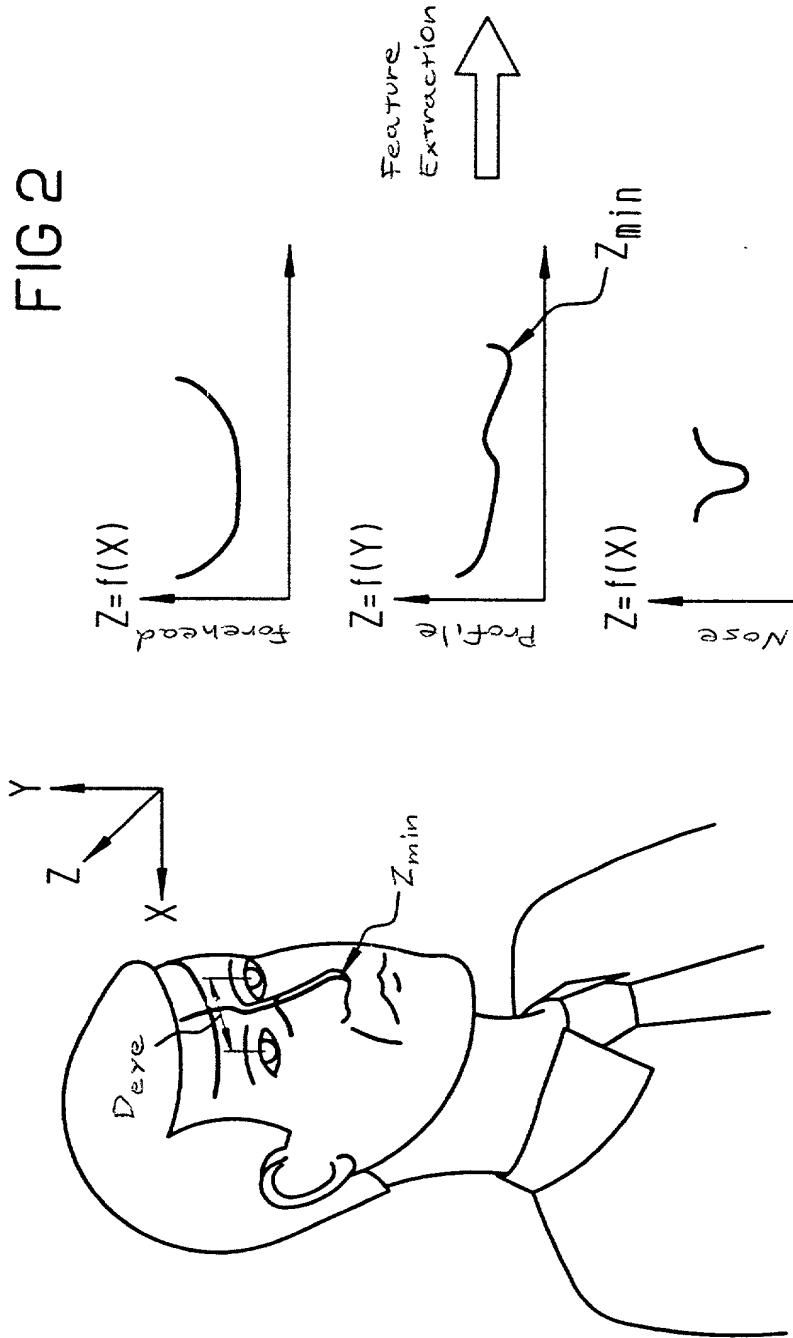 FIG 2
Y
Z
X
Deye
Zmin
Z=f(X)
Forehead
Z=f(Y)
Profile
Zmin
Z=f(X)
Nose
Feature
Extraction